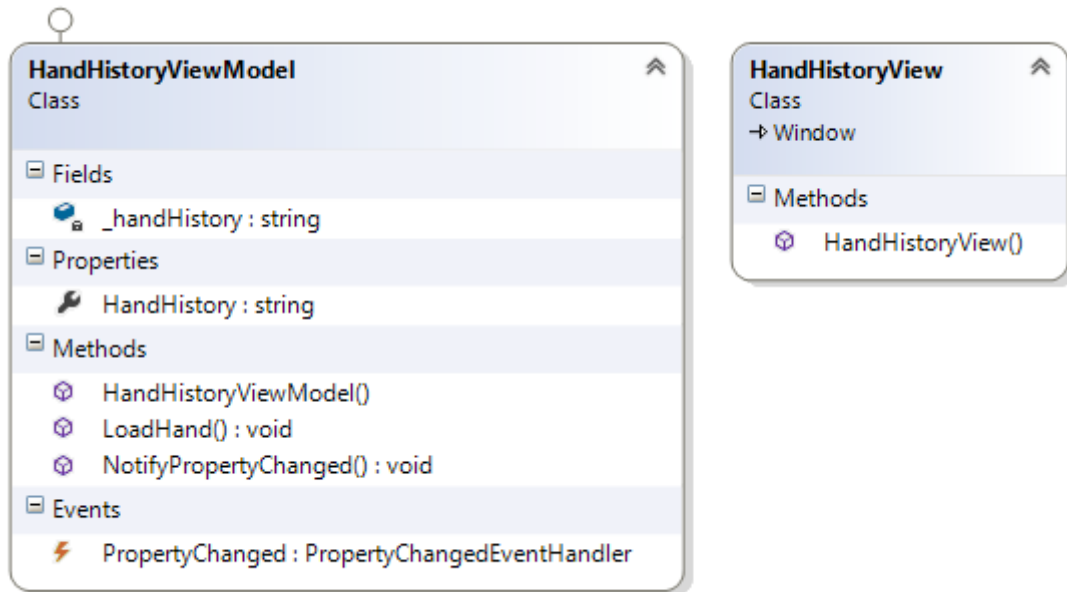 HandHistoryViewModel
Class
Fields
_handHistory : string
Properties
HandHistory : string
Methods
HandHistoryViewModel()
LoadHand() : void
NotifyPropertyChanged() : void
Events
PropertyChanged : PropertyChangedEventHandler
HandHistoryView
Class
Window
Methods
HandHistoryView()